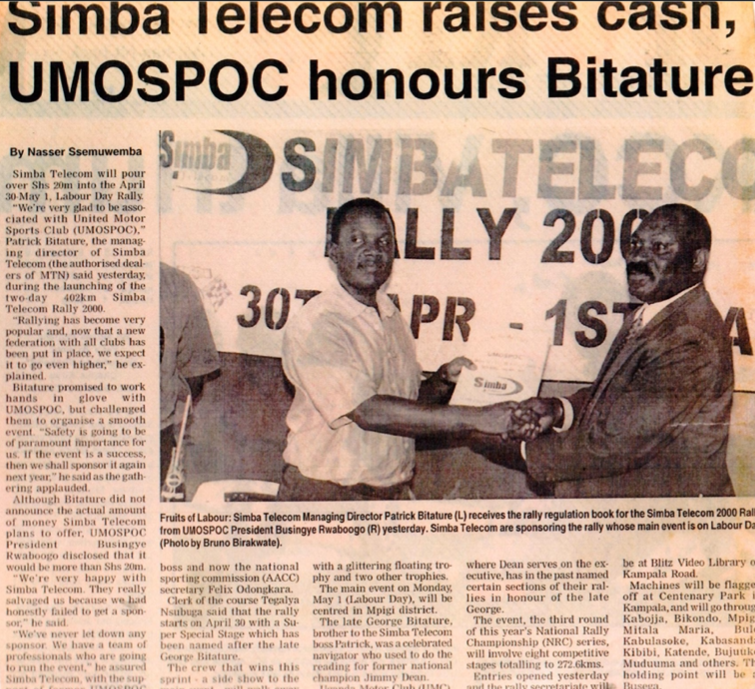 Simba Telecom raises cash,
UMOSPOC honours Bitature
By Nasser Ssemuwemba
Simba Telecom will pour
over Shs 20m into the April
30-May 1, Labour Day Rally.
"We're very glad to be asso-
ciated with United Motor
Sports Club (UMOSPOC),"
Patrick Bitature, the manag-
ing director of Simba
Telecom (the authorised deal-
ers of MTN) said yesterday,
during the launching of the
two-day 402km Simba
Telecom Rally 2000.
"Rallying has become very
popular and, now that a new
federation with all clubs has
been put in place, we expect
it to go even higher," he ex-
plained.
Bitature promised to work
hands in glove with
UMOSPOC, but challenged
them to organise a smooth
event. "Safety is going to be
of paramount importance for
us. If the event is a success,
then we shall sponsor it again
next year," he said as the gath-
ering applauded.
Although Bitature did not
announce the actual amount
of money Simba Telecom
plans to offer, UMOSPOC
President Busingye
Rwaboogo disclosed that it
would be more than Shs 20m.
"We're very happy with
Simba Telecom. They really
salvaged us because we had
honestly failed to get a spon-
sor," he said.
"We've never let down any
sponsor. We have a team of
professionals who are going
to run the event," he assured
Simba Telecom, with the sup-
Simba
SIMBA TELECO
RALLY 200
30T APR - 1ST
Simba
Fruits of Labour: Simba Telecom Managing Director Patrick Bitature (L) receives the rally regulation book for the Simba Telecom 2000 Ral
from UMOSPOC President Busingye Rwaboogo (R) yesterday. Simba Telecom are sponsoring the rally whose main event is on Labour Da
(Photo by Bruno Birakwate).
boss and now the national
sporting commission (AACC)
secretary Felix Odongkara.
Clerk of the course Tegalya
Nsubuga said that the rally
starts on April 30 with a Su-
per Special Stage which has
been named after the late
George Bitature.
The crew that wins this
sprint - a side show to the
with a glittering floating tro-
phy and two other trophies.
The main event on Monday,
May 1 (Labour Day), will be
centred in Mpigi district.
The late George Bitature,
brother to the Simba Telecom
boss Patrick, was a celebrated
navigator who used to do the
reading for former national
champion Jimmy Dean.
where Dean serves on the ex-
ecutive, has in the past named
certain sections of their ral-
lies in honour of the late
George.
The event, the third round
of this year's National Rally
Championship (NRC) series,
will involve eight competitive
stages totalling to 272.6kms.
Entries opened yesterday
and the rally secretariate will
be at Blitz Video Library o
Kampala Road.
Machines will be flagge
off at Centenary Park i
Kampala, and will go throug
Kabojja, Bikondo, Mpig
Mitala Maria, Bul
Kabulasoke, Kabasand
Kibibi, Katende, Bujuuk
Muduuma and others. Th
holding point will be
Busega.